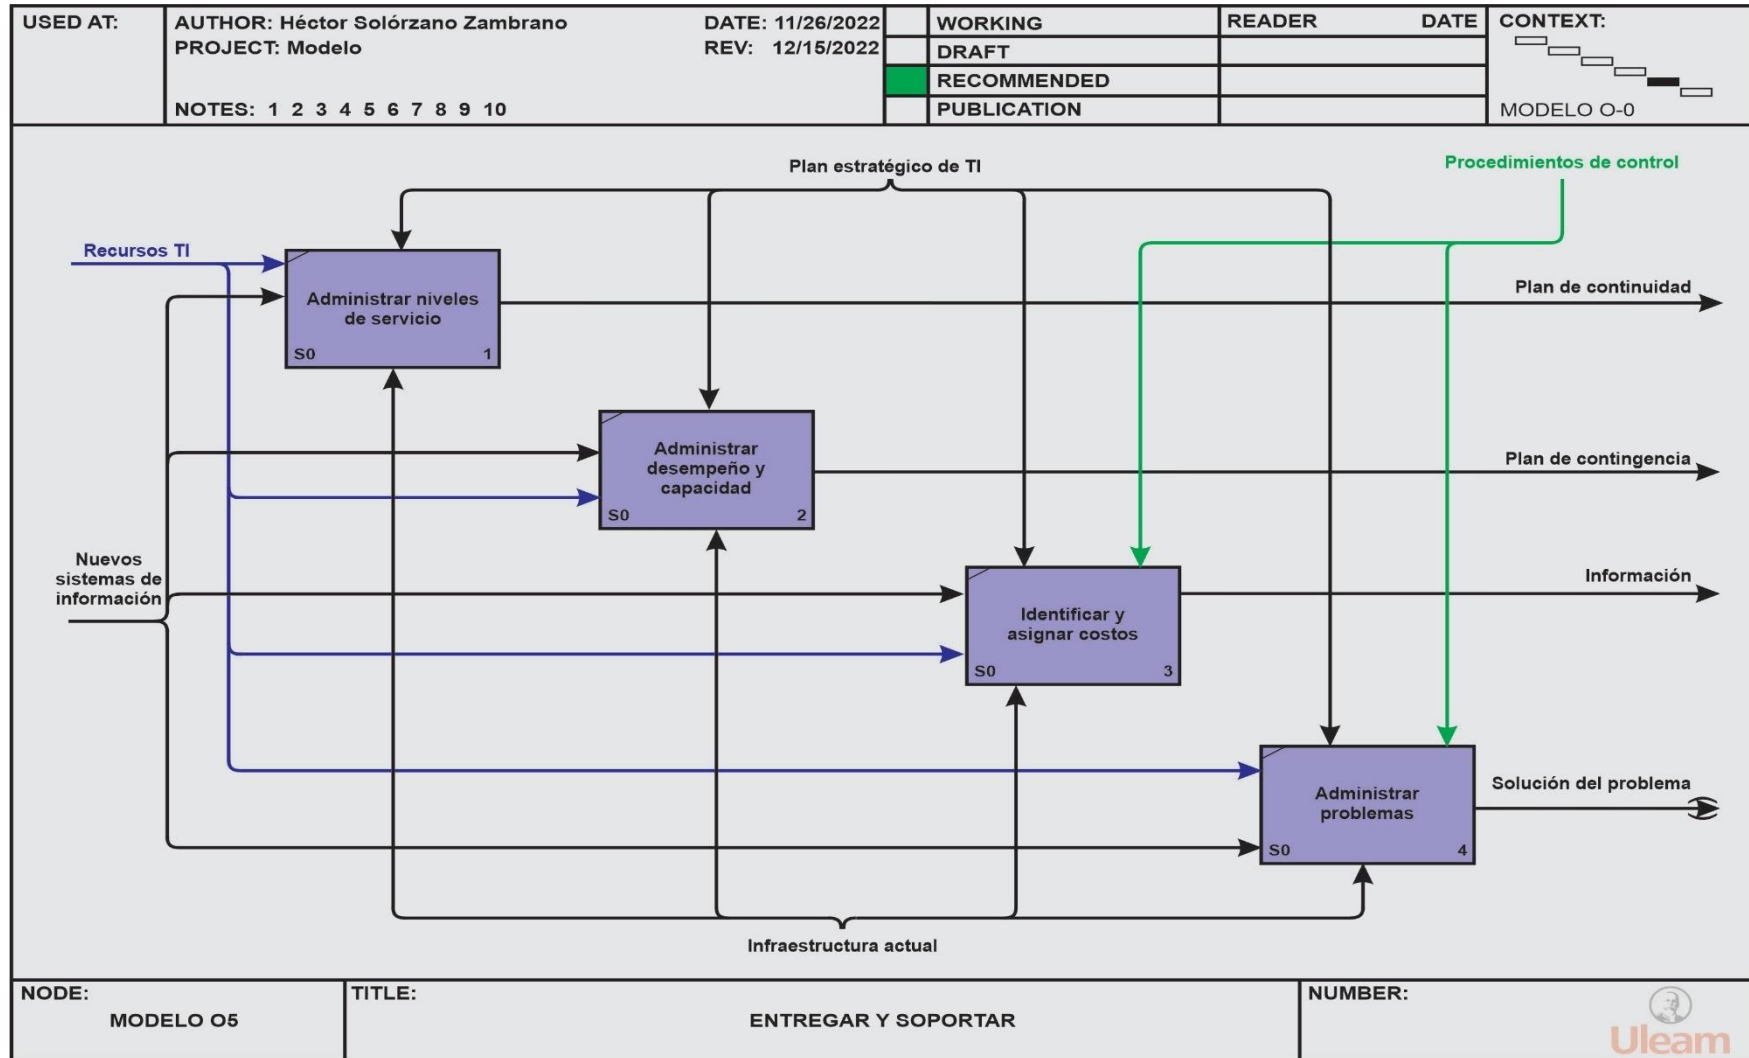 USED AT:
AUTHOR: Héctor Solórzano Zambrano
DATE: 11/26/2022
PROJECT: Modelo
REV: 12/15/2022
NOTES: 1 2 3 4 5 6 7 8 9 10
WORKING
DRAFT
RECOMMENDED
PUBLICATION
READER
DATE
CONTEXT:
MODELO O-0
Plan estratégico de TI
Procedimientos de control
Recursos TI
Administrar niveles
de servicio
S0 1
Plan de continuidad
Administrar
desempeño y
capacidad
S0 2
Plan de contingencia
Nuevos
sistemas de
información
Identificar y
asignar costos
S0 3
Información
Administrar
problemas
S0 4
Solución del problema
Infraestructura actual
NODE:
MODELO O5
TITLE:
ENTREGAR Y SOPORTAR
NUMBER:
Uleam